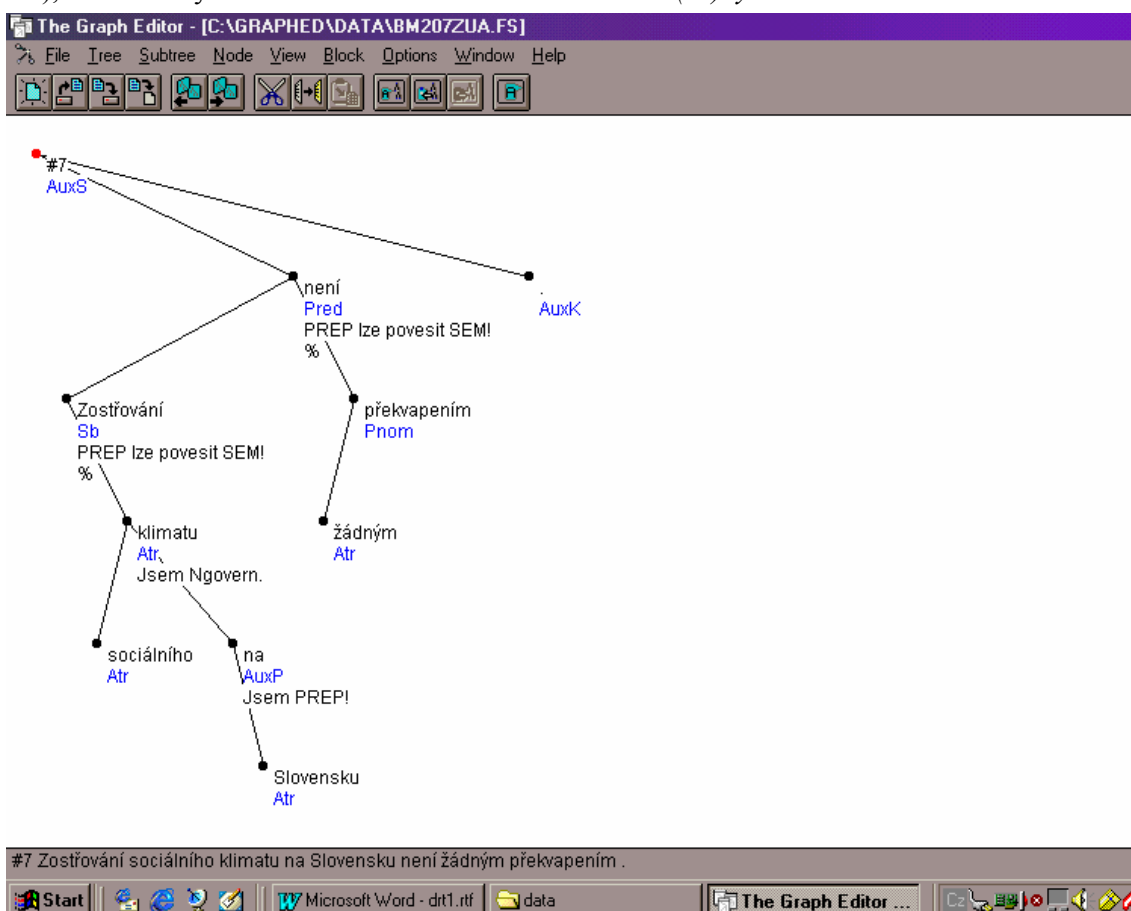 The Graph Editor - [C:\GRAPHED\DATA\BM207ZUA.FS]
File Tree Subtree Node View Block Options Window Help
#7
AuxS
není
Pred
PREP lze povesit SEM!
%
.
AuxK
Zostřování
Sb
PREP lze povesit SEM!
%
překvapením
Pnom
klimatu
Atr
Jsem Ngovern.
žádným
Atr
sociálního
Atr
na
AuxP
Jsem PREP!
Slovensku
Atr
#7 Zostřování sociálního klimatu na Slovensku není žádným překvapením .
Start Microsoft Word - drt1.rtf data The Graph Editor ... Cz